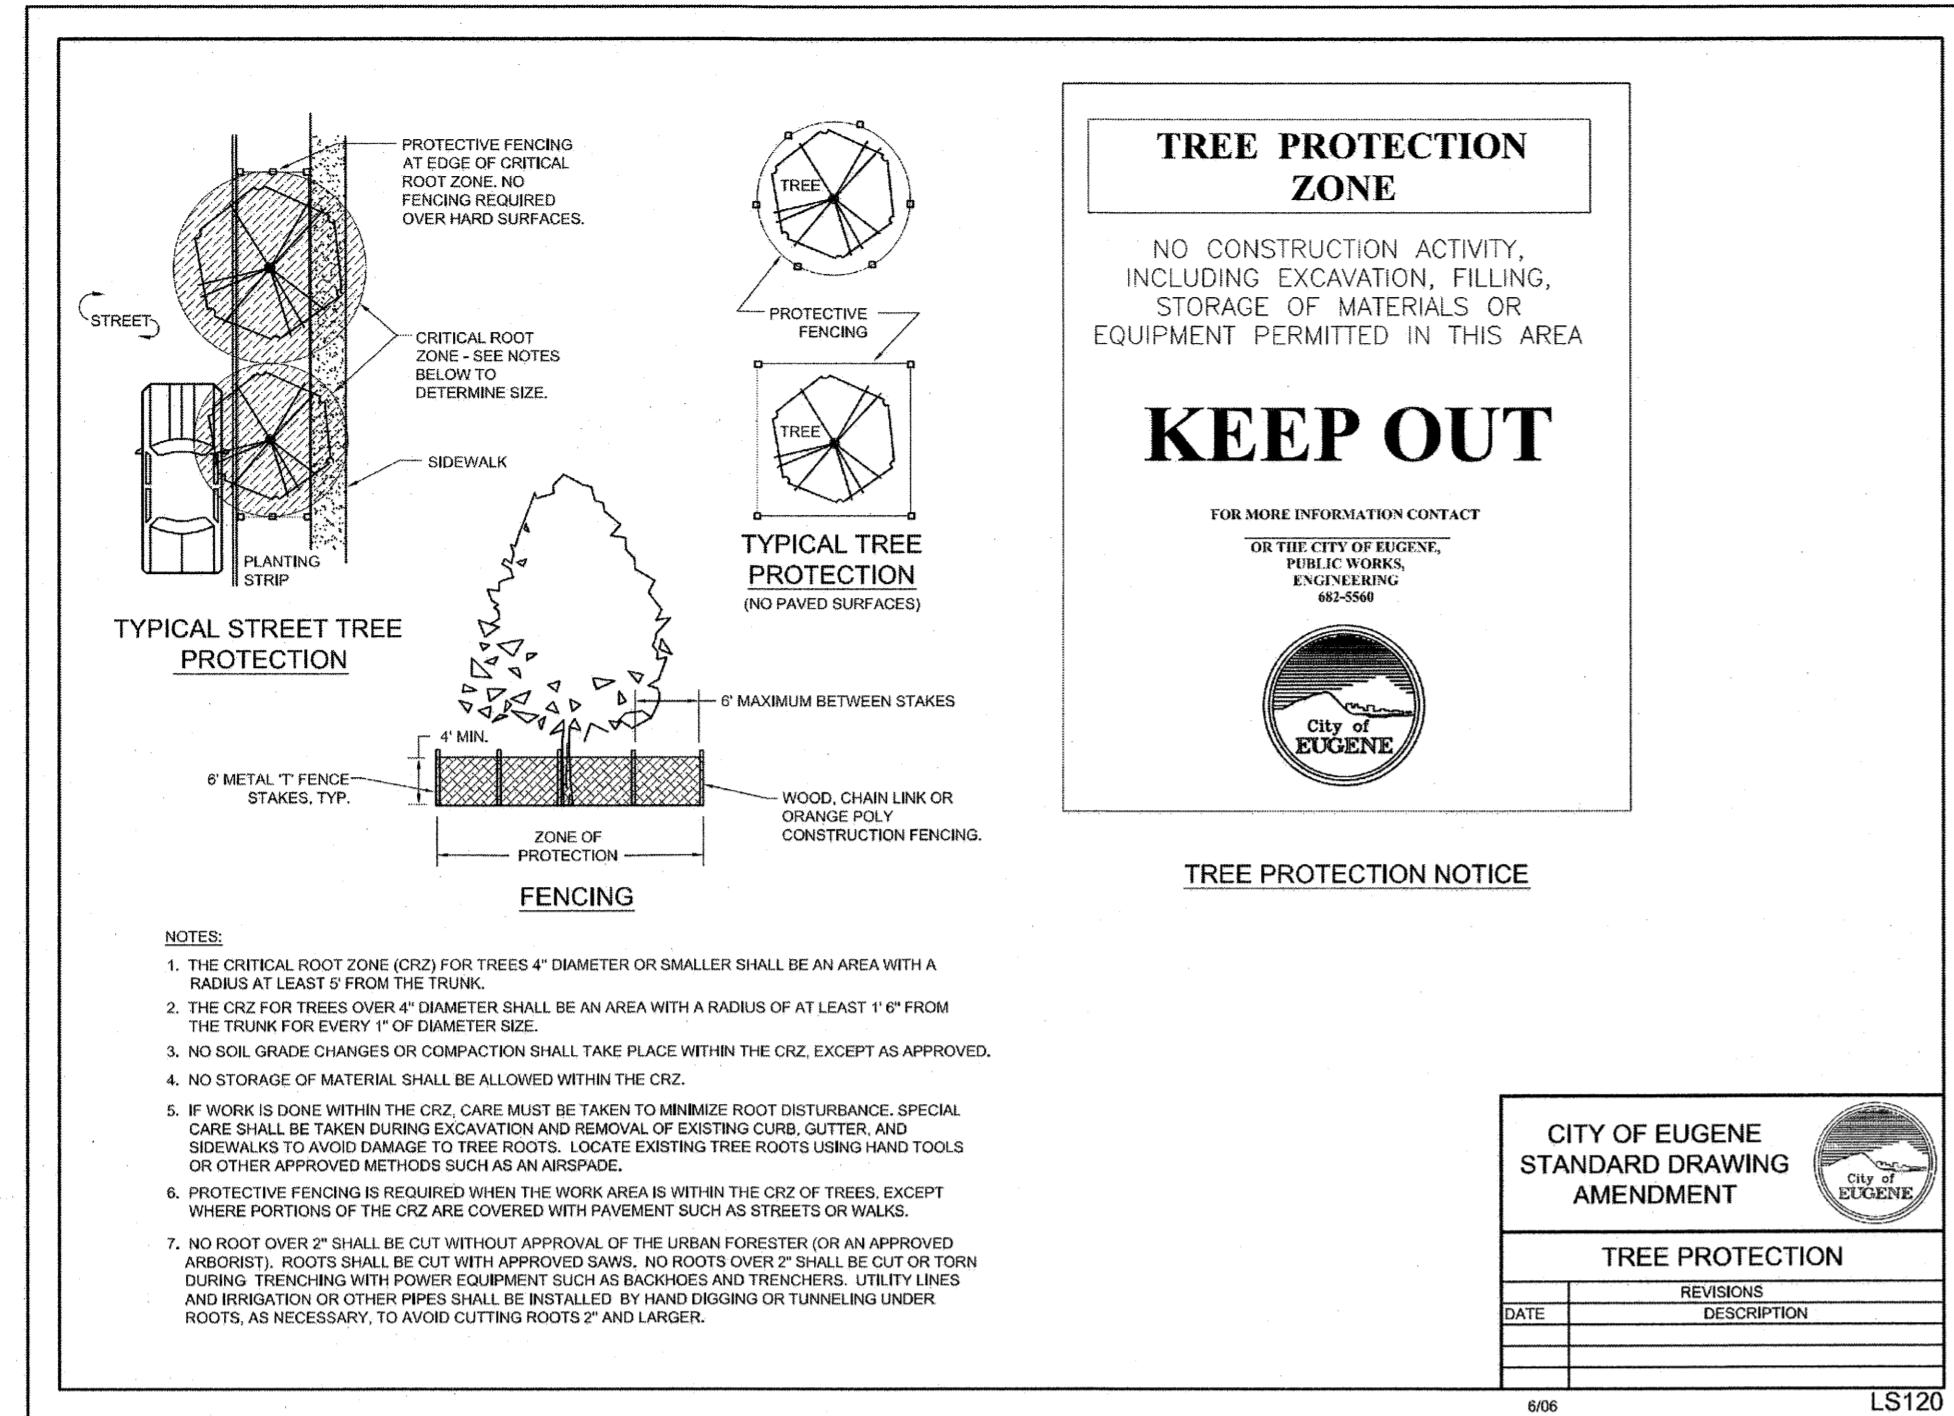 PROTECTIVE FENCING
AT EDGE OF CRITICAL
ROOT ZONE. NO
FENCING REQUIRED
OVER HARD SURFACES.
STREET
CRITICAL ROOT
ZONE - SEE NOTES
BELOW TO
DETERMINE SIZE.
SIDEWALK
PLANTING
STRIP
TYPICAL STREET TREE
PROTECTION
TREE
PROTECTIVE
FENCING
TREE
TYPICAL TREE
PROTECTION
(NO PAVED SURFACES)
6' MAXIMUM BETWEEN STAKES
4' MIN.
6' METAL 'T' FENCE
STAKES, TYP.
WOOD, CHAIN LINK OR
ORANGE POLY
CONSTRUCTION FENCING.
ZONE OF
PROTECTION
FENCING
TREE PROTECTION
ZONE
NO CONSTRUCTION ACTIVITY,
INCLUDING EXCAVATION, FILLING,
STORAGE OF MATERIALS OR
EQUIPMENT PERMITTED IN THIS AREA
KEEP OUT
FOR MORE INFORMATION CONTACT
OR THE CITY OF EUGENE,
PUBLIC WORKS,
ENGINEERING
682-5560
City of
EUGENE
TREE PROTECTION NOTICE
NOTES:
1. THE CRITICAL ROOT ZONE (CRZ) FOR TREES 4" DIAMETER OR SMALLER SHALL BE AN AREA WITH A
RADIUS AT LEAST 5' FROM THE TRUNK.
2. THE CRZ FOR TREES OVER 4" DIAMETER SHALL BE AN AREA WITH A RADIUS OF AT LEAST 1' 6" FROM
THE TRUNK FOR EVERY 1" OF DIAMETER SIZE.
3. NO SOIL GRADE CHANGES OR COMPACTION SHALL TAKE PLACE WITHIN THE CRZ, EXCEPT AS APPROVED.
4. NO STORAGE OF MATERIAL SHALL BE ALLOWED WITHIN THE CRZ.
5. IF WORK IS DONE WITHIN THE CRZ, CARE MUST BE TAKEN TO MINIMIZE ROOT DISTURBANCE. SPECIAL
CARE SHALL BE TAKEN DURING EXCAVATION AND REMOVAL OF EXISTING CURB, GUTTER, AND
SIDEWALKS TO AVOID DAMAGE TO TREE ROOTS. LOCATE EXISTING TREE ROOTS USING HAND TOOLS
OR OTHER APPROVED METHODS SUCH AS AN AIRSPADE.
6. PROTECTIVE FENCING IS REQUIRED WHEN THE WORK AREA IS WITHIN THE CRZ OF TREES, EXCEPT
WHERE PORTIONS OF THE CRZ ARE COVERED WITH PAVEMENT SUCH AS STREETS OR WALKS.
7. NO ROOT OVER 2" SHALL BE CUT WITHOUT APPROVAL OF THE URBAN FORESTER (OR AN APPROVED
ARBORIST). ROOTS SHALL BE CUT WITH APPROVED SAWS. NO ROOTS OVER 2" SHALL BE CUT OR TORN
DURING TRENCHING WITH POWER EQUIPMENT SUCH AS BACKHOES AND TRENCHERS. UTILITY LINES
AND IRRIGATION OR OTHER PIPES SHALL BE INSTALLED BY HAND DIGGING OR TUNNELING UNDER
ROOTS, AS NECESSARY, TO AVOID CUTTING ROOTS 2" AND LARGER.
CITY OF EUGENE
STANDARD DRAWING
AMENDMENT
City of
EUGENE
TREE PROTECTION
REVISIONS
DATE DESCRIPTION
6/06
LS120